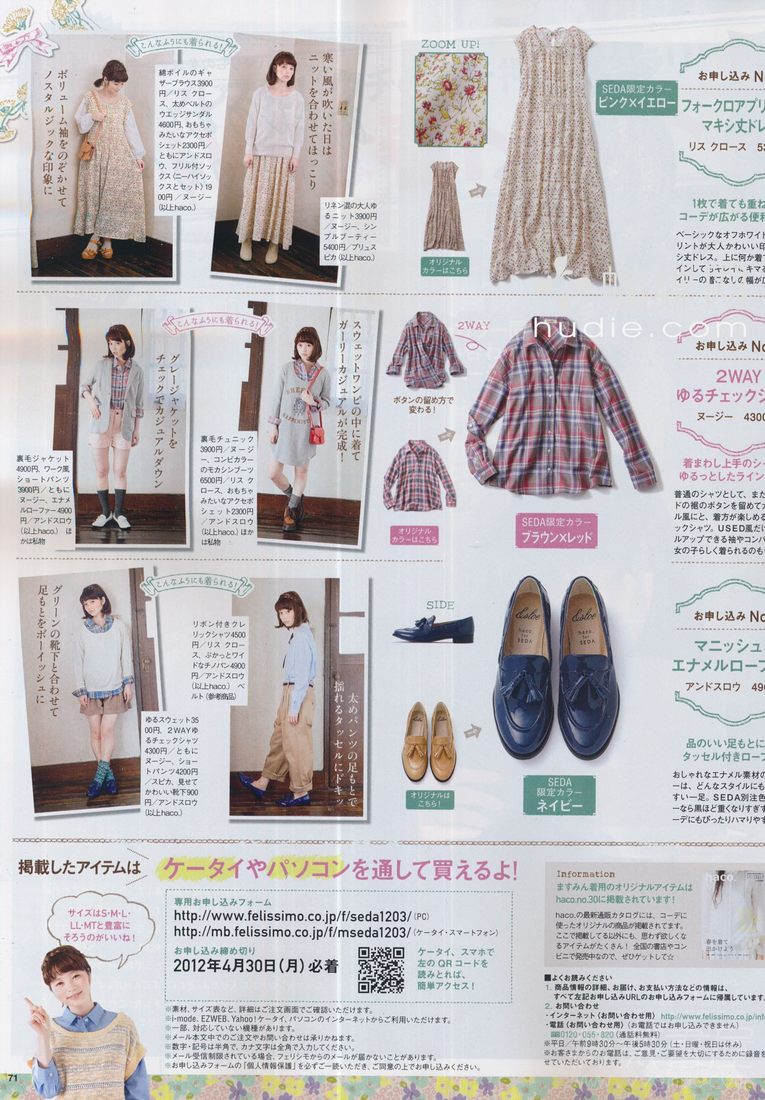 こんなふうにも着られる!
ボリューム袖をのぞかせて
ノスタルジックな印象に
綿ボイルのギャ
ザーブラウス3900
円/リス クロー
ス、太めベルトの
ウエッジサンダル
4600円、おもちゃ
みたいなアクセポ
シェット2300円/
ともにアンドスロ
ウ、フリル付ソッ
クス(ニーハイソ
ックスとセット)19
00円/ヌージー
(以上haco.)
寒い風が吹いた日は
ニットを合わせてほっこり
リネン混の大人ゆ
るニット3900円
/ヌージー、シン
プルブーティー
5400円/プリュス
ピカ(以上haco.)
ZOOM UP!
オリジナル
カラーはこちら
SEDA限定カラー
ピンク×イエロー
お申し込み No
フォークロアプリ
マキシ丈ドレ
リス クロース
1枚で着ても重ね
コーデが広がる便利
ベーシックなオフホワイト
リントが大人かわいい印
シ丈ドレス。上に何か着
hudie.com
こんなふうにも着られる!
グレージャケットを
チェックでカジュアルダウン
裏毛ジャケット
4900円、ワーク風
ショートパンツ
3900円/ともに
ヌージー、エナメ
ルローファー4900
円/アンドスロウ
(以上haco.) ほ
かは私物
スウェットワンピの中に着て
ガーリーカジュアルが完成!
裏毛チュニック
3900円/ヌージ
ー、コンビカラー
のモカシンブーツ
6500円/リス ク
ロース、おもちゃ
みたいなアクセポ
シェット2300円
/アンドスロウ
(以上haco.) ほか
は私物
2WAY
ボタンの留め方で
変わる!
オリジナル
カラーはこちら
SEDA限定カラー
ブラウン×レッド
お申し込み No
2WAY
ゆるチェックシ
ヌージー 4300
着まわし上手のシ
ゆるっとしたライン
普通のシャツとして、また
ドの裾のボタンを留めてカ
ル風にと、着方が楽しめる
ックシャツ。USED風だけ
ルアップできる袖やコンパ
女の子らしく着られるのも
こんなふうにも着られる!
グリーンの靴下と合わせて
足もとをボーイッシュに
ゆるスウェット35
00円、2WAYゆ
るチェックシャツ
4300円/ともに
ヌージー、ショー
トパンツ4200円
/スピカ、見せて
かわいい靴下900
円/アンドスロウ
(以上haco.)
リボン付きクレ
リックシャツ4500
円/リス クロー
ス、ぷかっとワイ
ドなチノパン4900
円/アンドスロウ
(以上haco.) ベ
ルト(参考商品)
太めパンツの足もとで
揺れるタッセルにドキッ
SIDE
オリジナルは
こちら!
haco.
for
SEDA
SEDA
限定カラー
ネイビー
お申し込み No
マニッシュ
エナメルローフ
アンドスロウ 490
品のいい足もとに
タッセル付きローフ
おしゃれなエナメル素材の
ーは、どんなスタイルにも
すい一足。SEDA別注色
ーなら黒ほど重くなりすぎ
ーデにもぴったりハマりやす
掲載したアイテムは ケータイやパソコンを通して買えるよ!
サイズはS・M・L・
LL・MTと豊富に
そろうのがいいね!
専用お申し込みフォーム
http://www.felissimo.co.jp/f/seda1203/(PC)
http://mb.felissimo.co.jp/f/mseda1203/(ケータイ・スマートフォン)
お申し込み締め切り
2012年4月30日(月)必着
ケータイ、スマホで
左のQRコードを
読みとれば、
簡単アクセス!
※素材、サイズ表など、詳細はご注文画面でご確認いただけます。
※i-mode、EZWEB、Yahoo!ケータイ、パソコンのインターネットからご利用いただけます。
※一部、対応していない機種があります。
※メール本文中でのご注文やお問い合わせは承りかねます。
※数字・記号は半角で、カナ文字は全角で入力してください。
※メール受信制限されている場合、フェリシモからのメールが届かないことがあります。
※お申し込みフォームの「個人情報保護」を必ずご一読いただき、ご同意の上でお申し込みください。
Information
ますみん着用のオリジナルアイテムは
haco.no.30に掲載されています!
haco.の最新通販カタログには、コーデに
使ったオリジナルの商品が掲載されてます。
ここで掲載してる以外にも、思わず欲しくな
るアイテムがたくさん! 全国の書店やコン
ビニで発売中なので、ぜひゲットして☆
haco.
春を着て
出かけよう
■よくお読みください
1. 商品情報の詳細、お届け、お支払い方法などの情報は、
すべて左記お申し込みURLのお申し込みフォームに掲載しています。
2. お問い合わせ
・インターネット(お問い合わせ用) http://www.felissimo.co.jp/info
・電話(お問い合わせ用)(お電話ではお申し込みできません)
0120-055-820(通話料無料)
※平日/午前9時30分〜午後5時30分(土・日・祝日は休み)
※お客さまからのお電話は、ご意見・ご要望を大切にするために録音を
せていただいております。
71